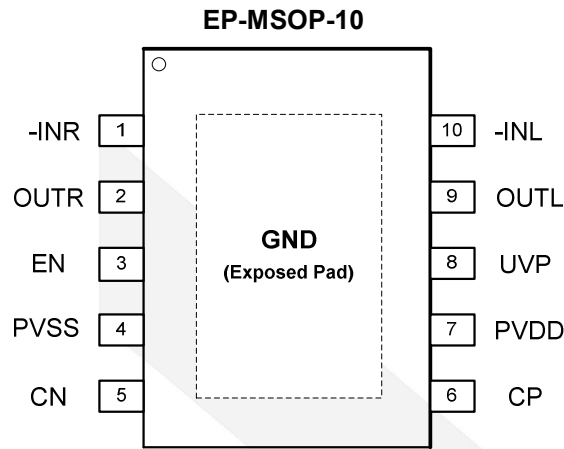 EP-MSOP-10
-INR 1 10 -INL
OUTR 2 9 OUTL
GND
EN 3 (Exposed Pad) 8 UVP
PVSS 4 7 PVDD
CN 5 6 CP